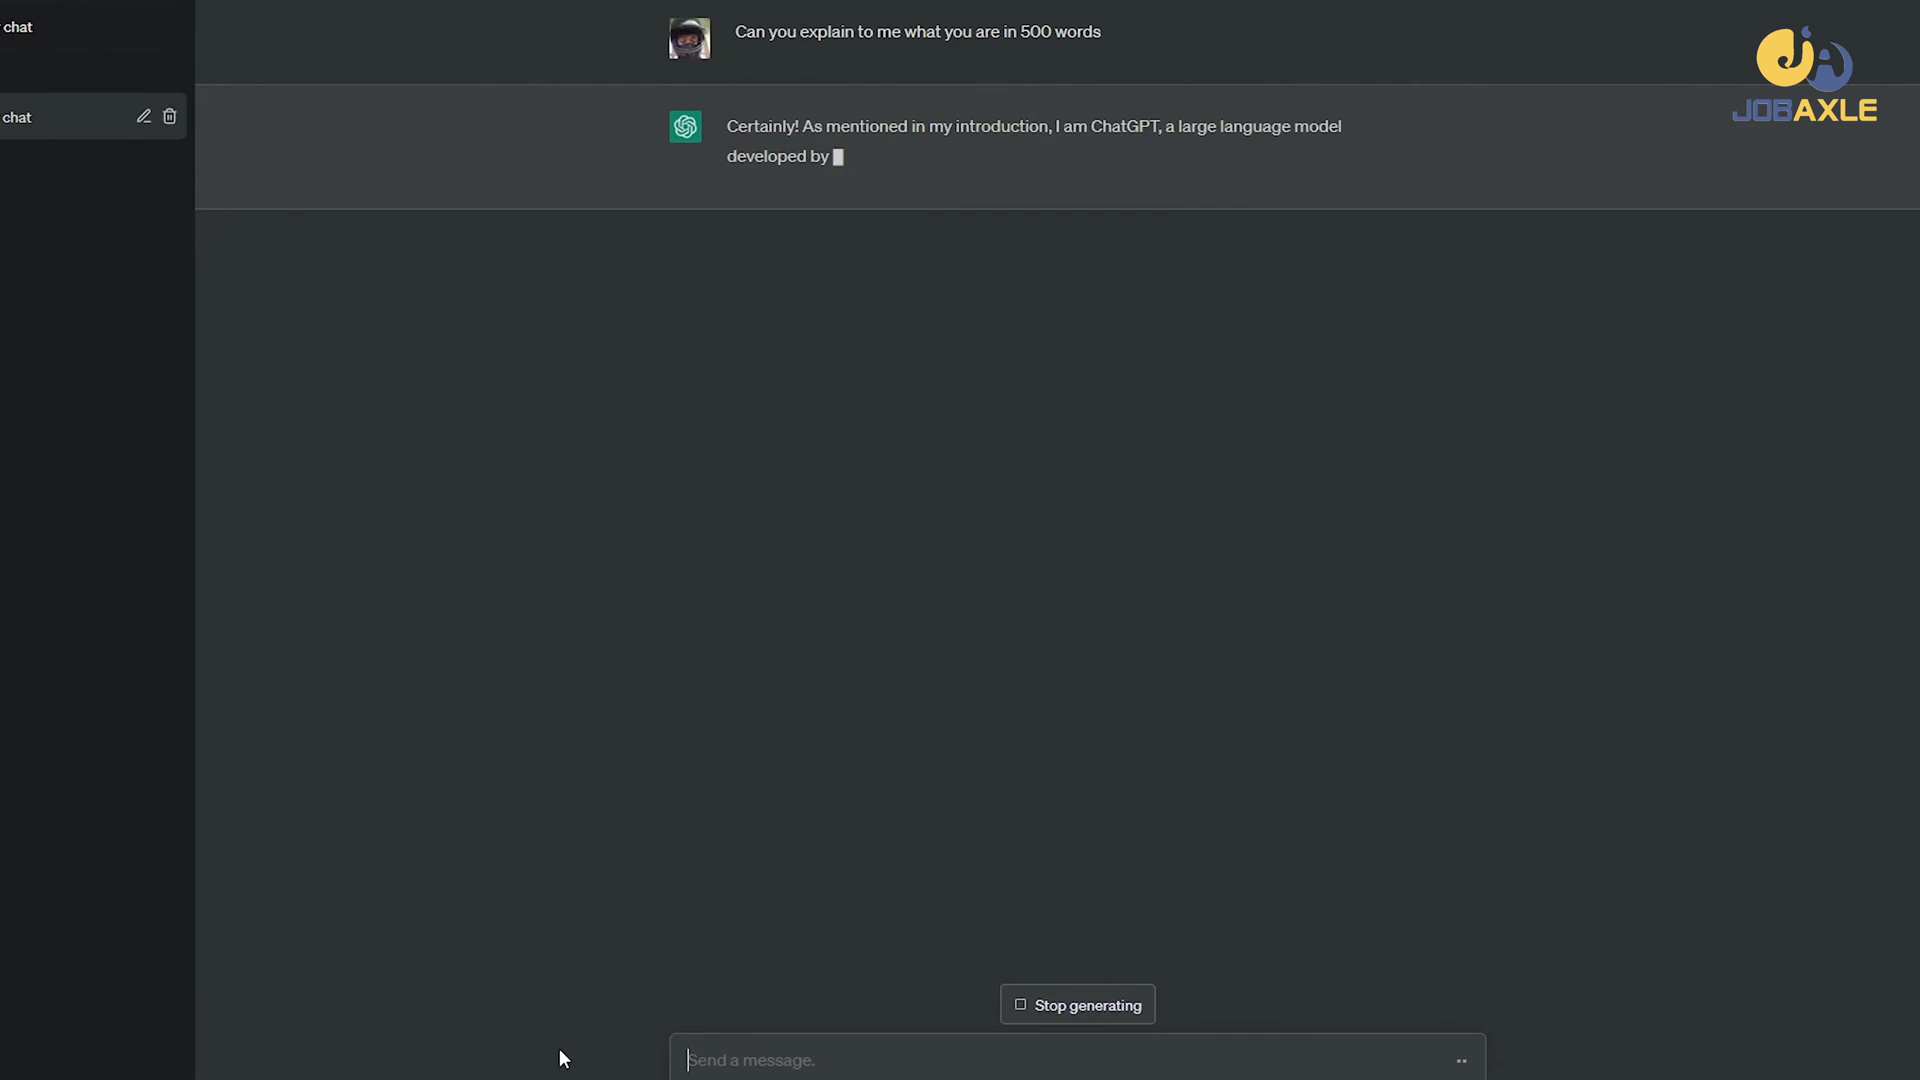 chat
Can you explain to me what you are in 500 words
JOBAXLE
chat
Certainly! As mentioned in my introduction, I am ChatGPT, a large language model
developed by
Stop generating
Send a message.